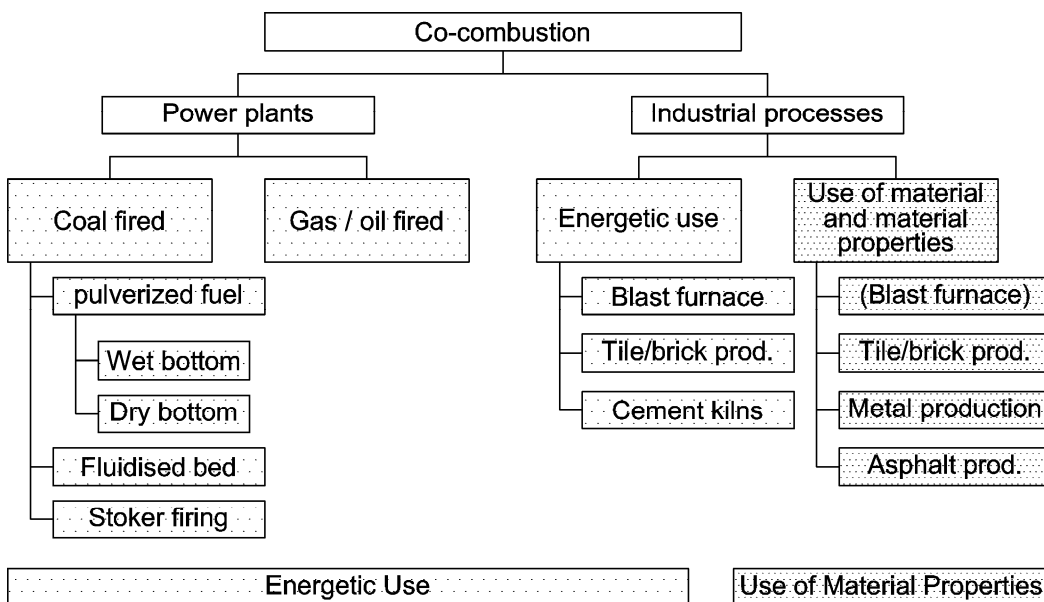 Co-combustion
Power plants
Industrial processes
Coal fired
Gas / oil fired
Energetic use
Use of material
and material
properties
pulverized fuel
Wet bottom
Dry bottom
Fluidised bed
Stoker firing
Blast furnace
Tile/brick prod.
Cement kilns
(Blast furnace)
Tile/brick prod.
Metal production
Asphalt prod.
Energetic Use
Use of Material Properties